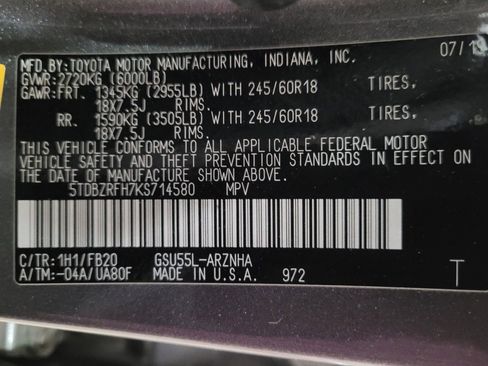 MFD.BY:TOYOTA MOTOR MANUFACTURING, INDIANA, INC. 07/1
GVWR:2720KG (6000LB)
GAWR:FRT. 1345KG (2955LB) WITH 245/60R18 TIRES,
18X7.5J RIMS.
RR. 1590KG (3505LB) WITH 245/60R18 TIRES,
18X7.5J RIMS.
THIS VEHICLE CONFORMS TO ALL APPLICABLE FEDERAL MOTOR
VEHICLE SAFETY AND THEFT PREVENTION STANDARDS IN EFFECT ON
THE DATE OF MANUFACTURE SHOWN ABOVE.
5TDBZRFH7KS714580 MPV
C/TR:1H1/FB20 GSU55L-ARZNHA
A/TM:-04A/UA80F MADE IN U.S.A. 972 T